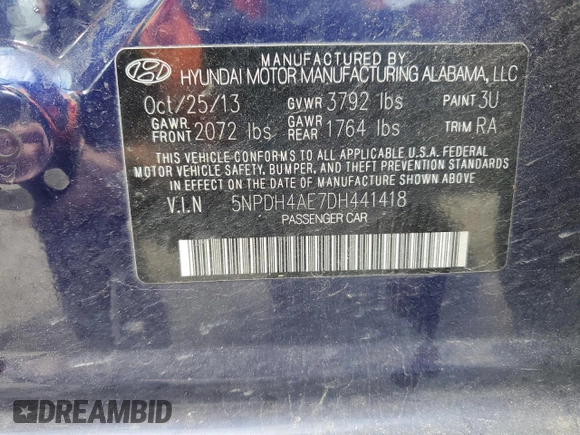 MANUFACTURED BY
HYUNDAI MOTOR MANUFACTURING ALABAMA, LLC
Oct/25/13 GVWR 3792 lbs PAINT 3U
GAWR FRONT 2072 lbs GAWR REAR 1764 lbs TRIM RA
THIS VEHICLE CONFORMS TO ALL APPLICABLE U.S.A. FEDERAL
MOTOR VEHICLE SAFETY, BUMPER, AND THEFT PREVENTION STANDARDS
IN EFFECT ON THE DATE OF MANUFACTURE SHOWN ABOVE
V.I.N 5NPDH4AE7DH441418
PASSENGER CAR
DREAMBID